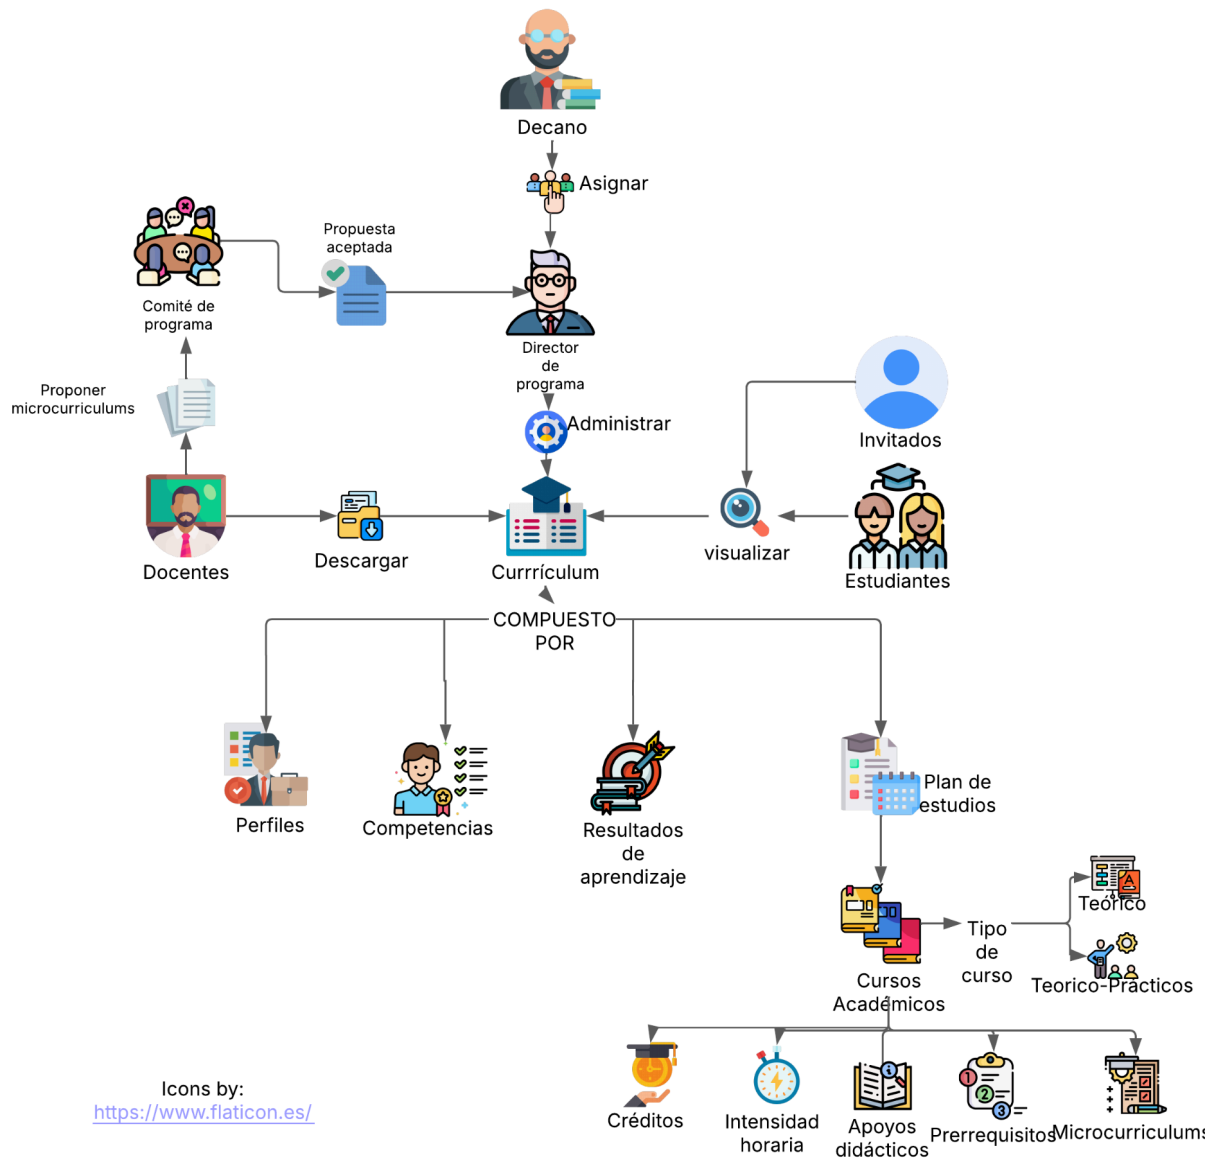 Decano
Asignar
Propuesta
aceptada
Comité de
programa
Director
de
programa
Proponer
microcurriculums
Administrar
Invitados
Docentes
Descargar
Currrículum
visualizar
Estudiantes
COMPUESTO
POR
Perfiles
Competencias
Resultados
de
aprendizaje
Plan de
estudios
Teórico
Tipo
de
curso
Teorico-Prácticos
Cursos
Académicos
Créditos
Intensidad
horaria
Apoyos
didácticos
Prerrequisitos
Microcurriculums
Icons by:
https://www.flaticon.es/